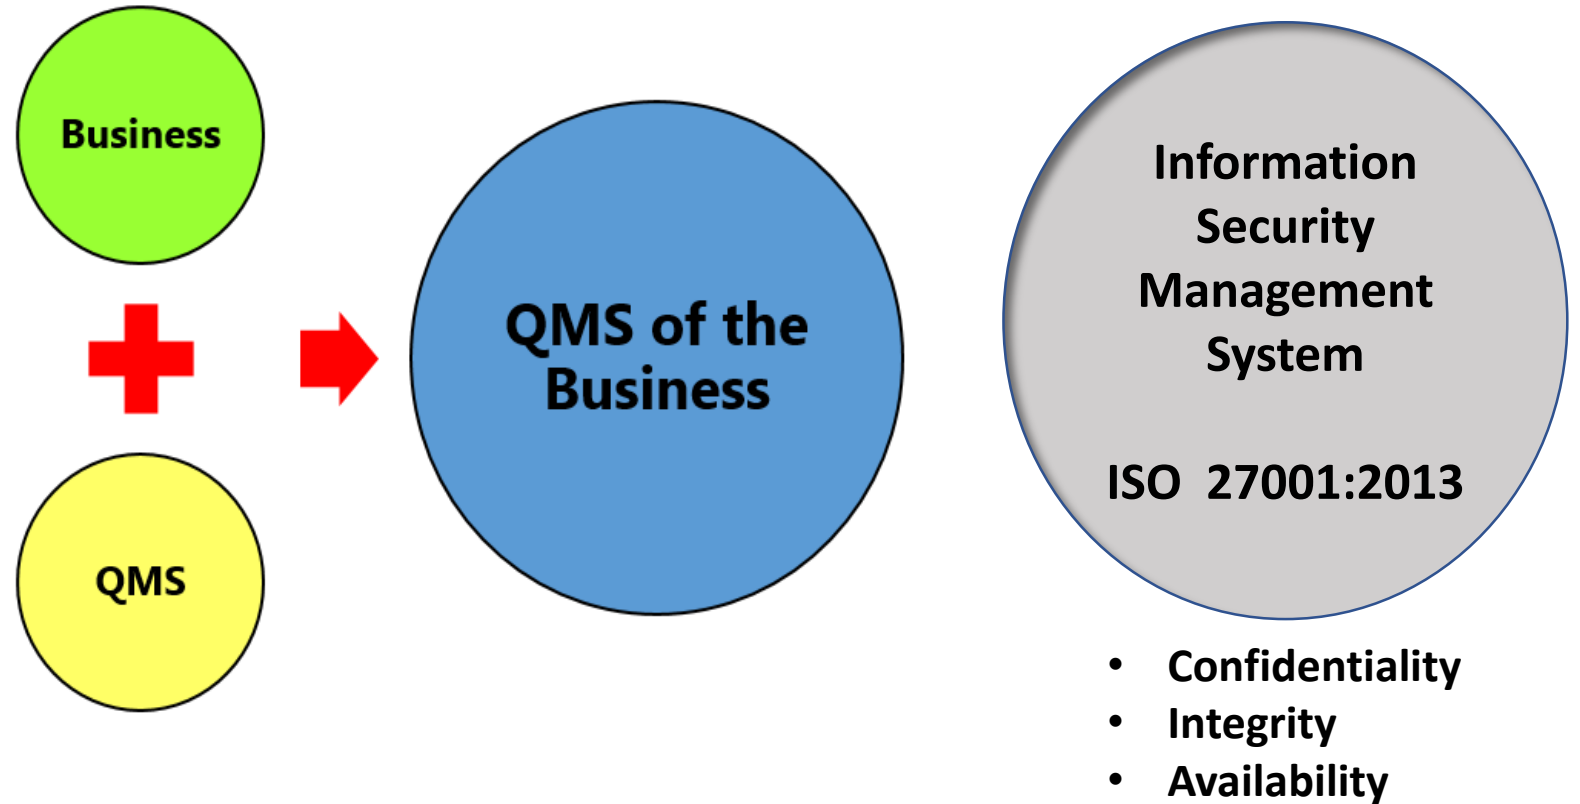 Business
QMS
QMS of the
Business
Information
Security
Management
System
ISO 27001:2013
• Confidentiality
• Integrity
• Availability